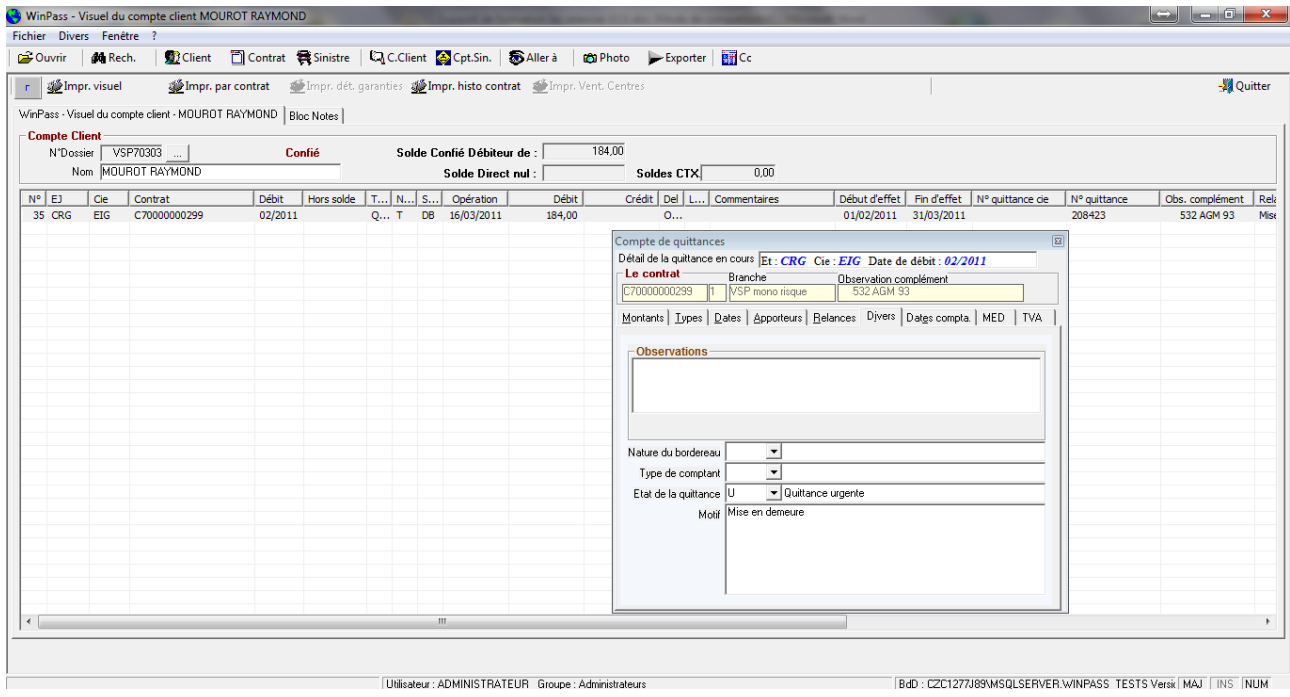 WinPass - Visuel du compte client MOUROT RAYMOND
Fichier Divers Fenêtre ?
Ouvrir Rech. Client Contrat Sinistre C.Client Cpt.Sin. Aller à Photo Exporter Cc
r Impr. visuel Impr. par contrat Impr. dét. garanties Impr. histo contrat Impr. Vent. Centres Quitter
WinPass - Visuel du compte client - MOUROT RAYMOND Bloc Notes
Compte Client
N°Dossier VSP70303 ... Confié Solde Confié Débiteur de : 184,00
Nom MOUROT RAYMOND Solde Direct nul : Soldes CTX 0,00
N° EJ Cie Contrat Débit Hors solde T... N... S... Opération Débit Crédit Del L... Commentaires Début d'effet Fin d'effet N° quittance cie N° quittance Obs. complément Rela
35 CRG EIG C70000000299 02/2011 Q... T DB 16/03/2011 184,00 O... 01/02/2011 31/03/2011 208423 532 AGM 93 Mise
Compte de quittances
Détail de la quittance en cours Et : CRG Cie : EIG Date de débit : 02/2011
Le contrat Branche Observation complément
C70000000299 1 VSP mono risque 532 AGM 93
Montants Types Dates Apporteurs Relances Divers Dates compta. MED TVA
Observations
Nature du bordereau
Type de comptant
Etat de la quittance U Quittance urgente
Motif Mise en demeure
Utilisateur : ADMINISTRATEUR Groupe : Administrateurs BdD : CZC1277J89\MSQLSERVER.WINPASS_TESTS Versi MAJ INS NUM